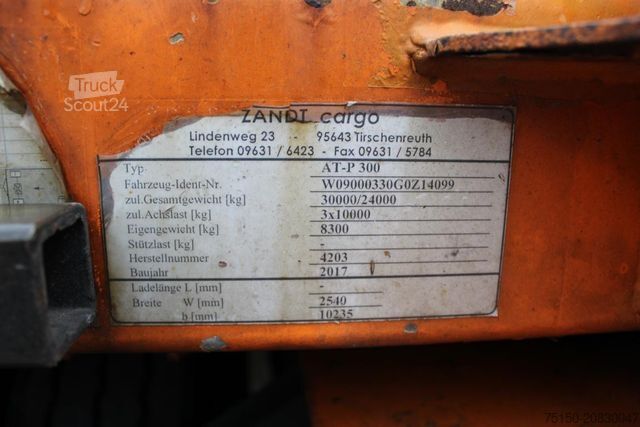 Truck
Scout24
ZANDT cargo
Lindenweg 23 - 95643 Tirschenreuth
Telefon 09631 / 6423 - Fax 09631 / 5784
Typ AT-P 300
Fahrzeug-Ident-Nr. W09000330G0Z14099
zul.Gesamtgewicht [kg] 30000/24000
zul.Achslast [kg] 3x10000
Eigengewicht [kg] 8300
Stützlast [kg] -
Herstellnummer 4203
Baujahr 2017
Ladelänge L [mm] -
Breite W [mm] 2540
b [mm] 10235
75150-20830047